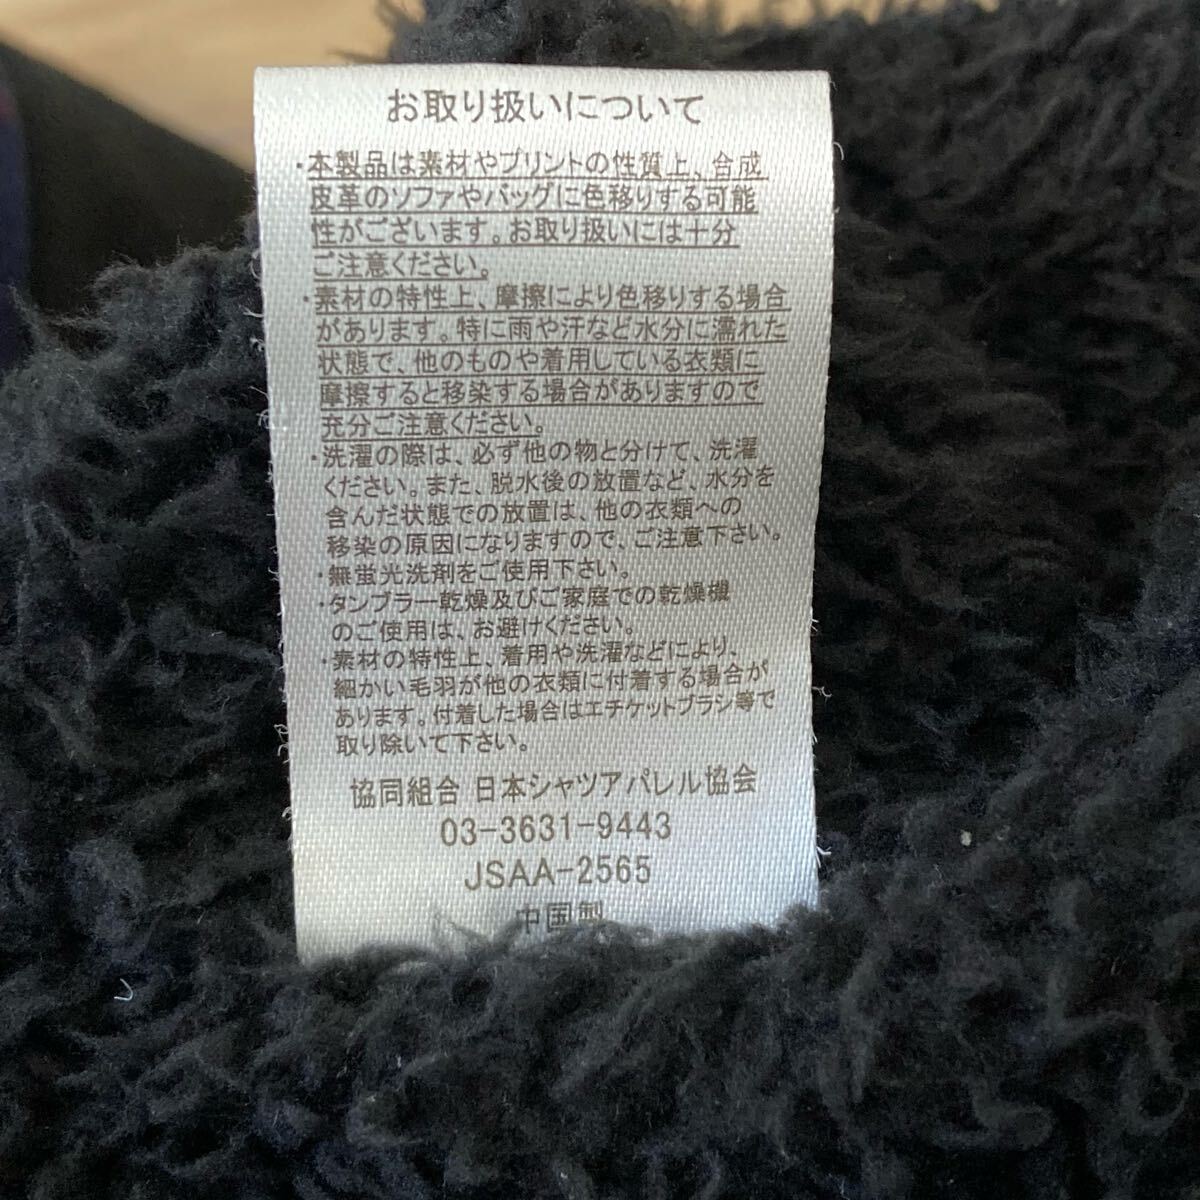 お取り扱いについて
・本製品は素材やプリントの性質上、合成
皮革のソファやバッグに色移りする可能
性がございます。お取り扱いには十分
ご注意ください。
・素材の特性上、摩擦により色移りする場合
があります。特に雨や汗など水分に濡れた
状態で、他のものや着用している衣類に
摩擦すると移染する場合がありますので
充分ご注意ください。
・洗濯の際は、必ず他の物と分けて、洗濯
ください。また、脱水後の放置など、水分を
含んだ状態での放置は、他の衣類への
移染の原因になりますので、ご注意下さい。
・無蛍光洗剤をご使用下さい。
・タンブラー乾燥及びご家庭での乾燥機
のご使用は、お避けください。
・素材の特性上、着用や洗濯などにより、
細かい毛羽が他の衣類に付着する場合が
あります。付着した場合はエチケットブラシ等で
取り除いて下さい。
協同組合 日本シャツアパレル協会
03-3631-9443
JSAA-2565
中国製